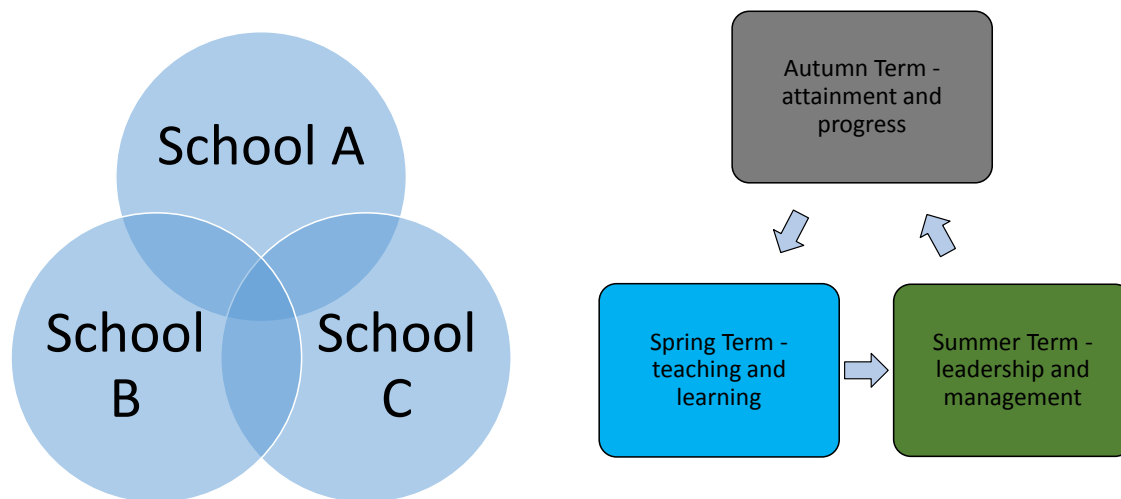 School A
School
B
School
C
Autumn Term -
attainment and
progress
Spring Term -
teaching and
learning
Summer Term -
leadership and
management